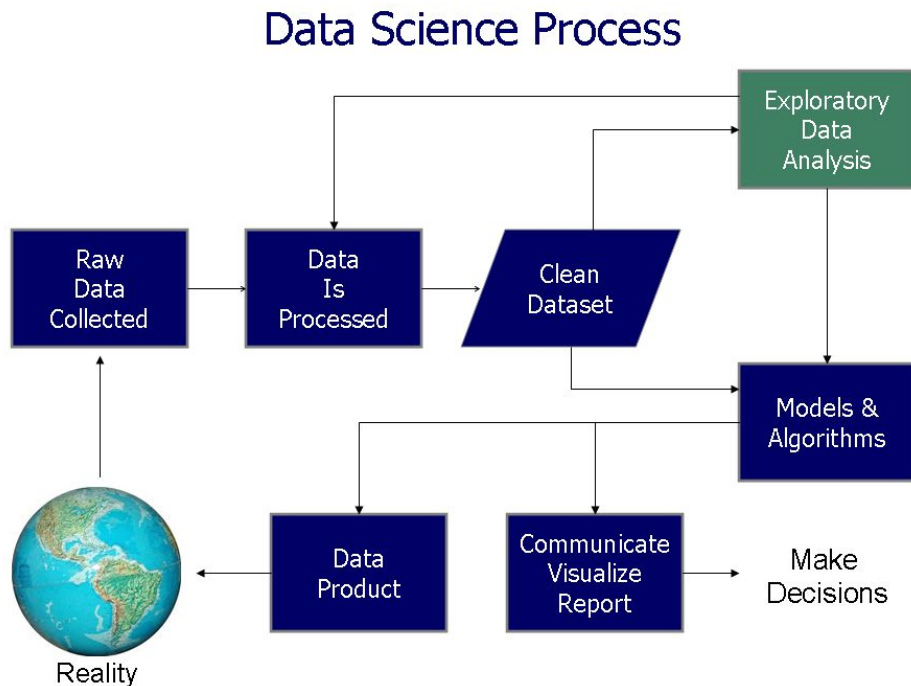 Data Science Process
Exploratory
Data
Analysis
Raw
Data
Collected
Data
Is
Processed
Clean
Dataset
Models &
Algorithms
Data
Product
Communicate
Visualize
Report
Make
Decisions
Reality